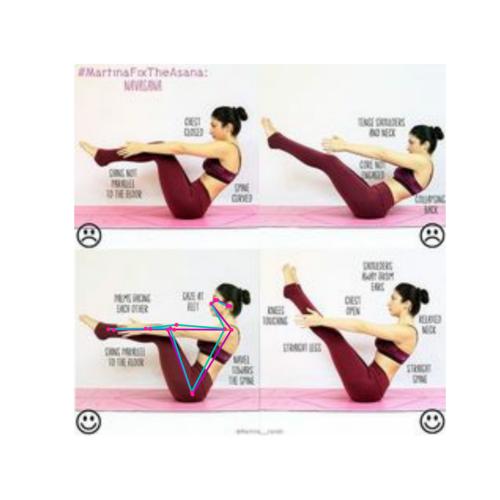 #MartinaFixTheAsana:
NAVASANA
CHEST
CLOSED
SHINS NOT
PARALLEL
TO THE FLOOR
SPINE
CURVED
TENSE SHOULDERS
AND NECK
CORE NOT
ENGAGED
COLLAPSING
BACK
PALMS FACING
EACH OTHER
GAZE AT
FEET
SHINS PARALLEL
TO THE FLOOR
NAVEL
TOWARDS
THE SPINE
SHOULDERS
AWAY FROM
EARS
CHEST
OPEN
KNEES
TOUCHING
RELAXED
NECK
STRAIGHT LEGS
STRAIGHT
SPINE